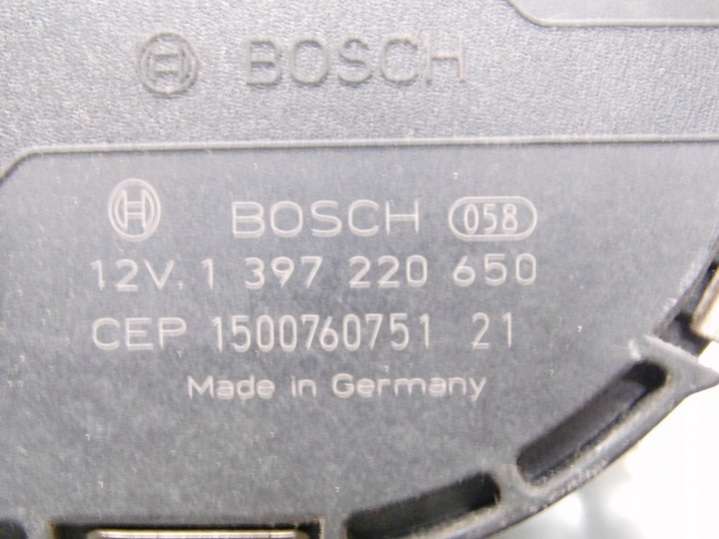 BOSCH
BOSCH 058
12V. 1 397 220 650
CEP 1500760751 21
Made in Germany